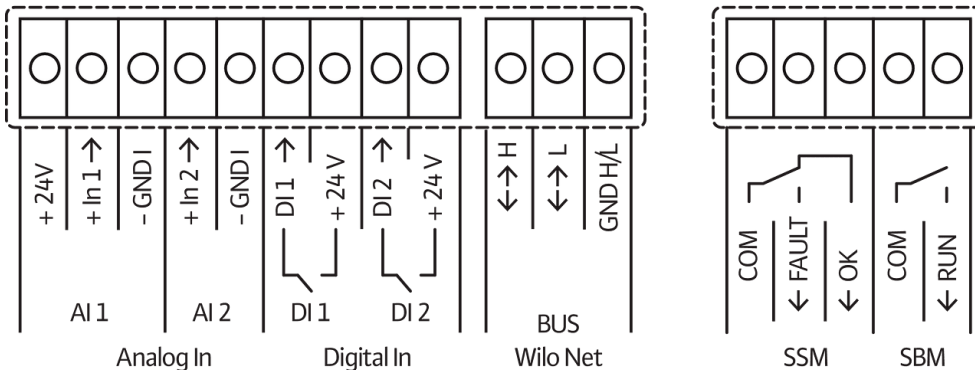 + 24V
+ In 1 →
- GND I
+ In 2 →
- GND I
DI 1 →
+ 24 V
DI 2 →
+ 24 V
↔ H
↔ L
GND H/L
COM
← FAULT
← OK
COM
← RUN
AI 1
AI 2
DI 1
DI 2
BUS
Analog In
Digital In
Wilo Net
SSM
SBM